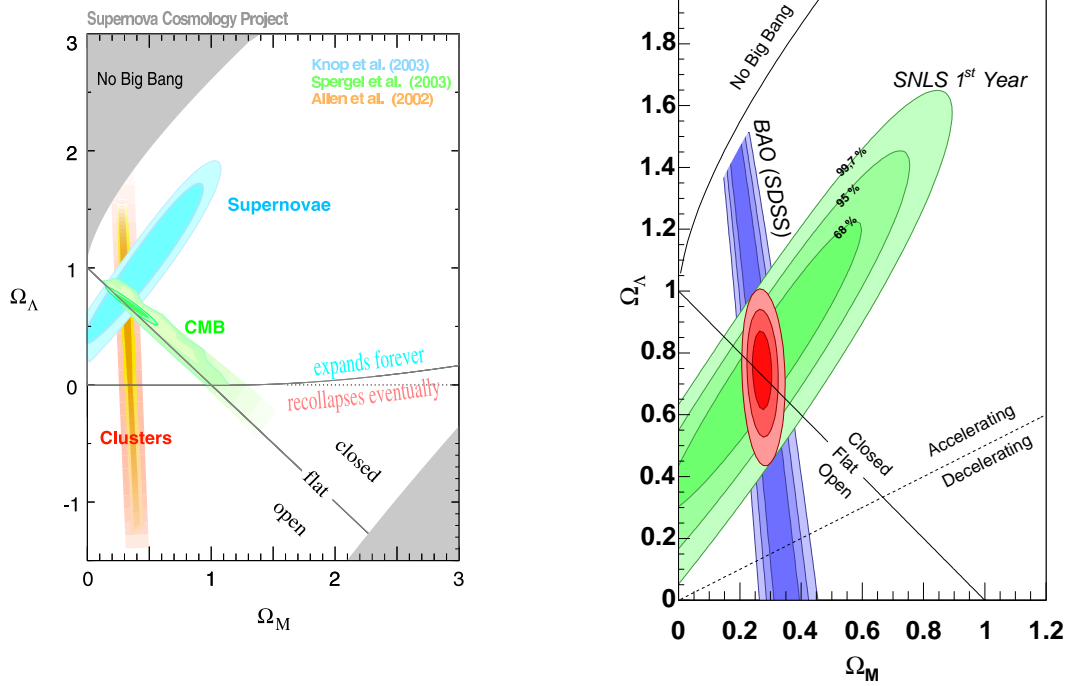 Supernova Cosmology Project
3
2
1
0
-1
0
1
2
3
Ω_Λ
Ω_M
No Big Bang
Knop et al. (2003)
Spergel et al. (2003)
Allen et al. (2002)
Supernovae
CMB
expands forever
recollapses eventually
Clusters
closed
flat
open
1.8
1.6
1.4
1.2
1
0.8
0.6
0.4
0.2
0
0
0.2
0.4
0.6
0.8
1
1.2
Ω_Λ
Ω_M
No Big Bang
SNLS 1st Year
BAO (SDSS)
99,7 %
95 %
68 %
Closed
Flat
Open
Accelerating
Decelerating